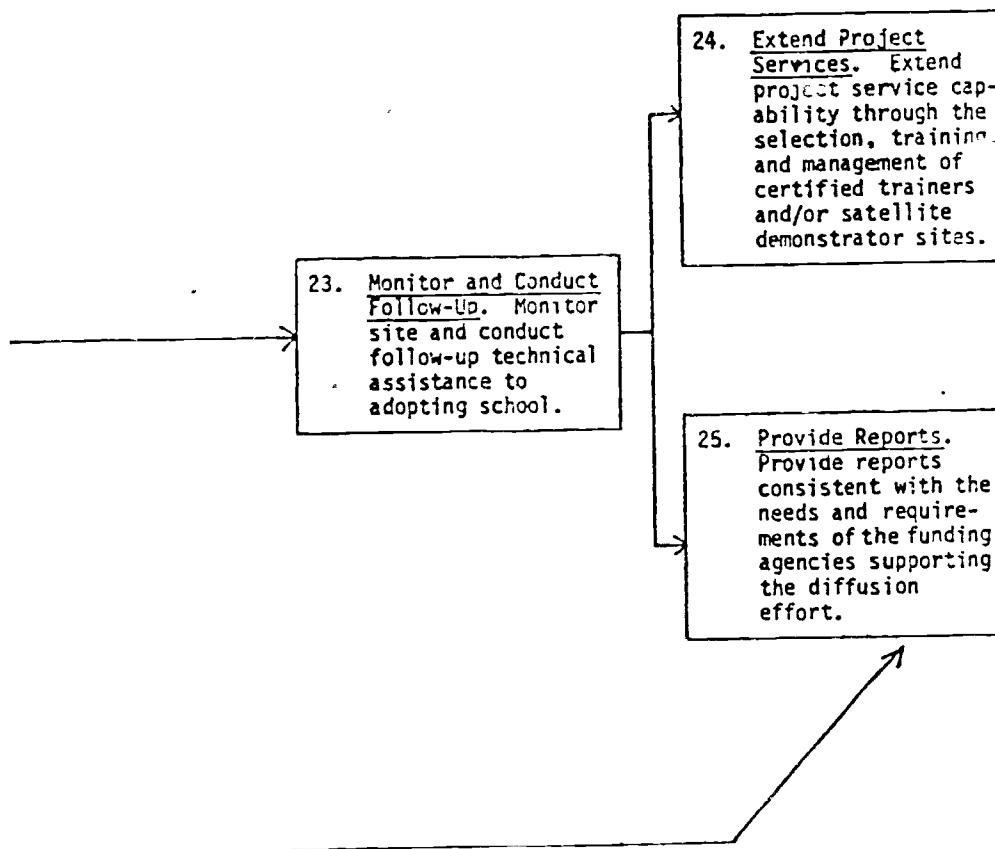 24. Extend Project
Services. Extend
project service cap-
ability through the
selection, training
and management of
certified trainers
and/or satellite
demonstrator sites.
23. Monitor and Conduct
Follow-Up. Monitor
site and conduct
follow-up technical
assistance to
adopting school.
25. Provide Reports.
Provide reports
consistent with the
needs and require-
ments of the funding
agencies supporting
the diffusion
effort.